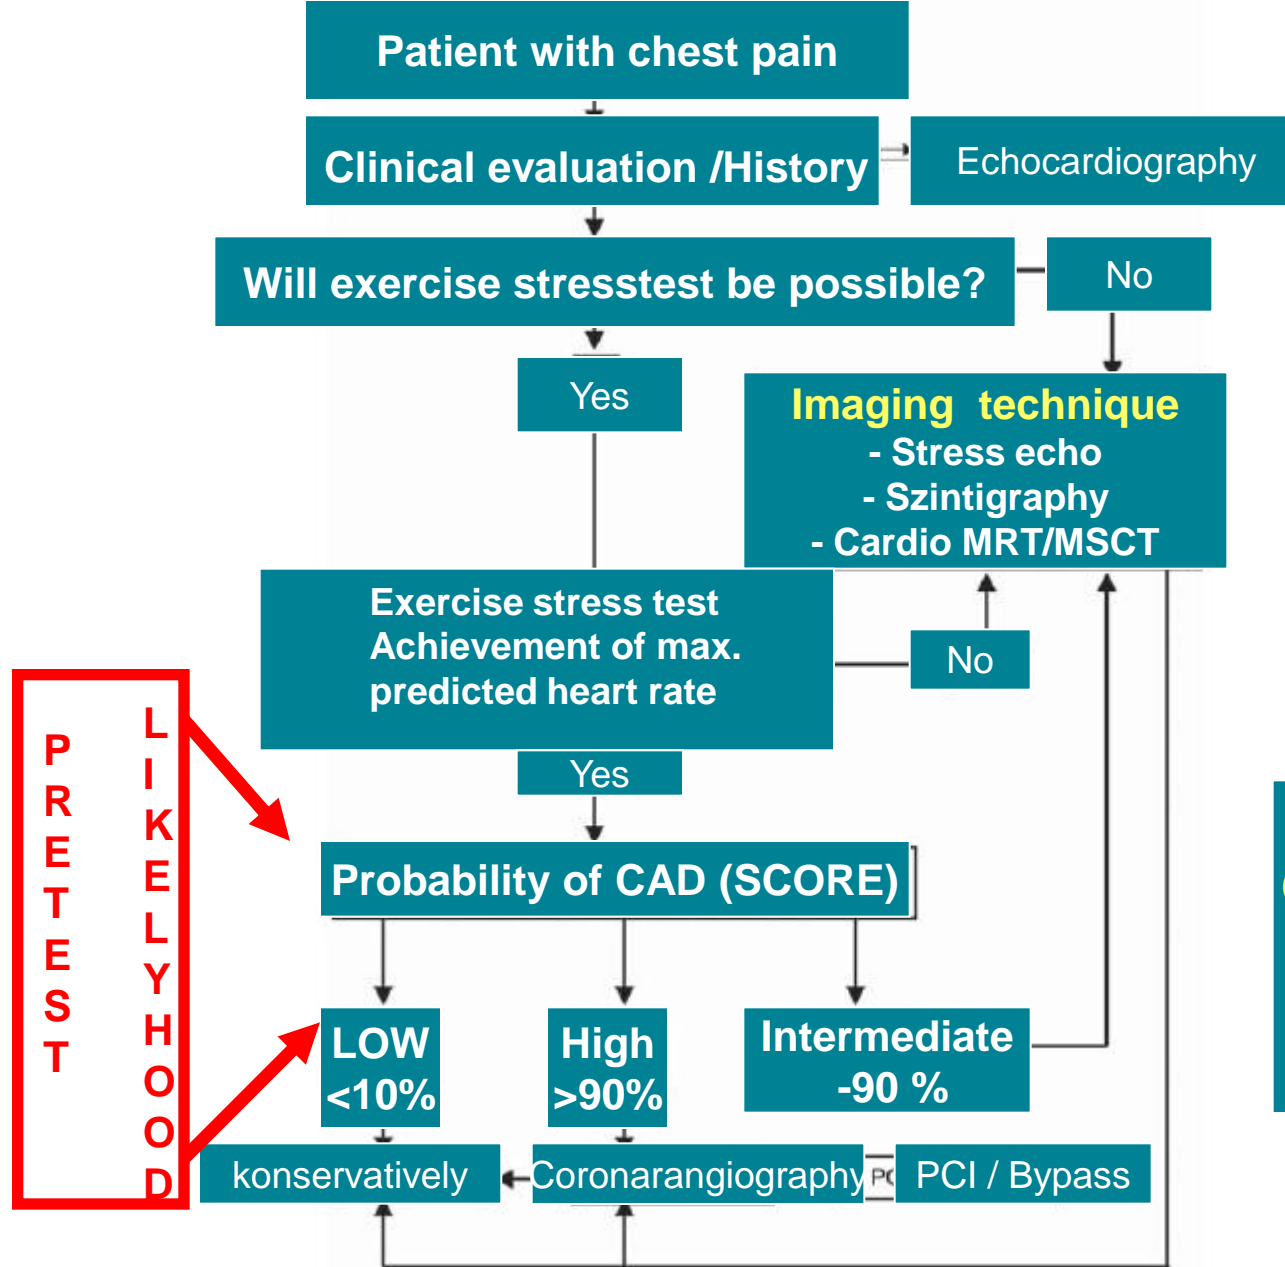 Patient with chest pain
Clinical evaluation /History
Echocardiography
Will exercise stresstest be possible?
No
Yes
Imaging technique
- Stress echo
- Szintigraphy
- Cardio MRT/MSCT
Exercise stress test
Achievement of max.
predicted heart rate
No
Yes
PRETEST
LIKELYHOOD
Probability of CAD (SCORE)
LOW
<10%
High
>90%
Intermediate
-90 %
konservatively
Coronarangiography
PCI / Bypass